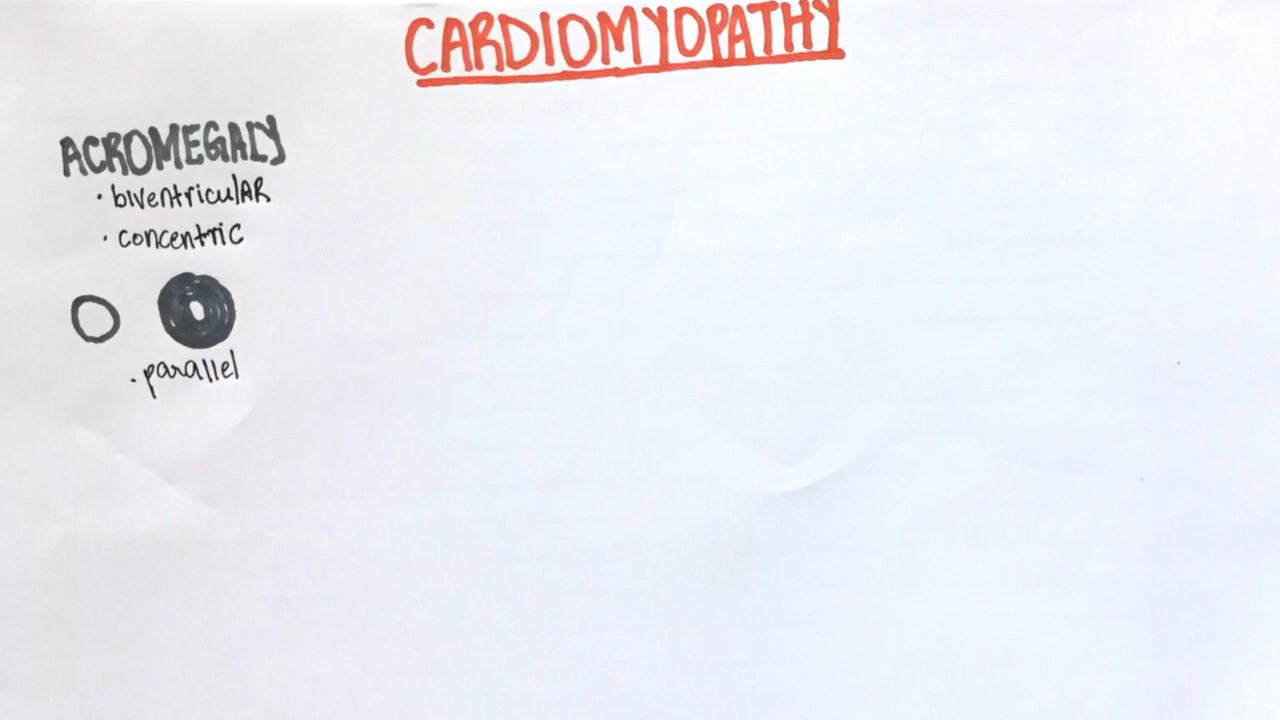 CARDIOMYOPATHY
ACROMEGALY
· biventriculAR
· concentric
· parallel